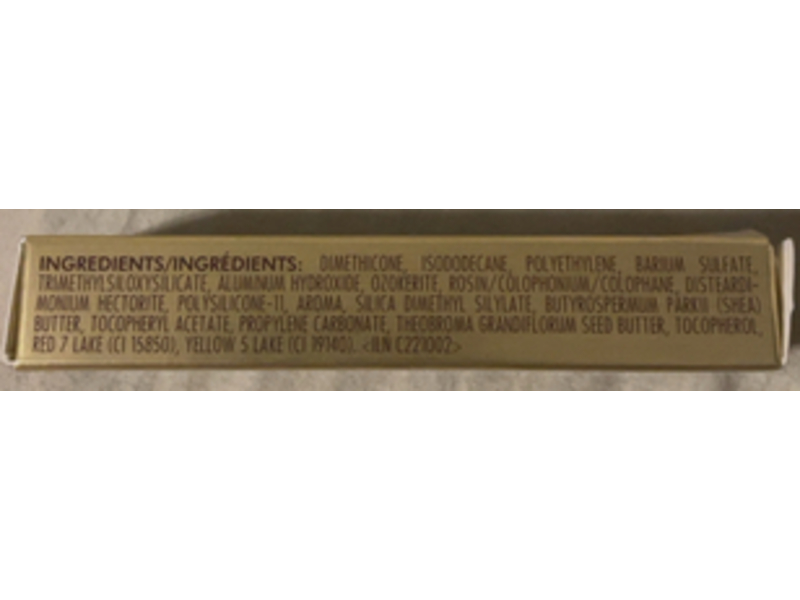 INGREDIENTS/INGRÉDIENTS: DIMETHICONE, ISODODECANE, POLYETHYLENE, BARIUM SULFATE,
TRIMETHYLSILOXYSILICATE, ALUMINUM HYDROXIDE, OZOKERITE, ROSIN/COLOPHONIUM/COLOPHANE, DISTEARDI-
MONIUM HECTORITE, POLYSILICONE-11, AROMA, SILICA DIMETHYL SILYLATE, BUTYROSPERMUM PARKII (SHEA)
BUTTER, TOCOPHERYL ACETATE, PROPYLENE CARBONATE, THEOBROMA GRANDIFLORUM SEED BUTTER, TOCOPHEROL,
RED 7 LAKE (CI 15850), YELLOW 5 LAKE (CI 19140). <ILN C221002>